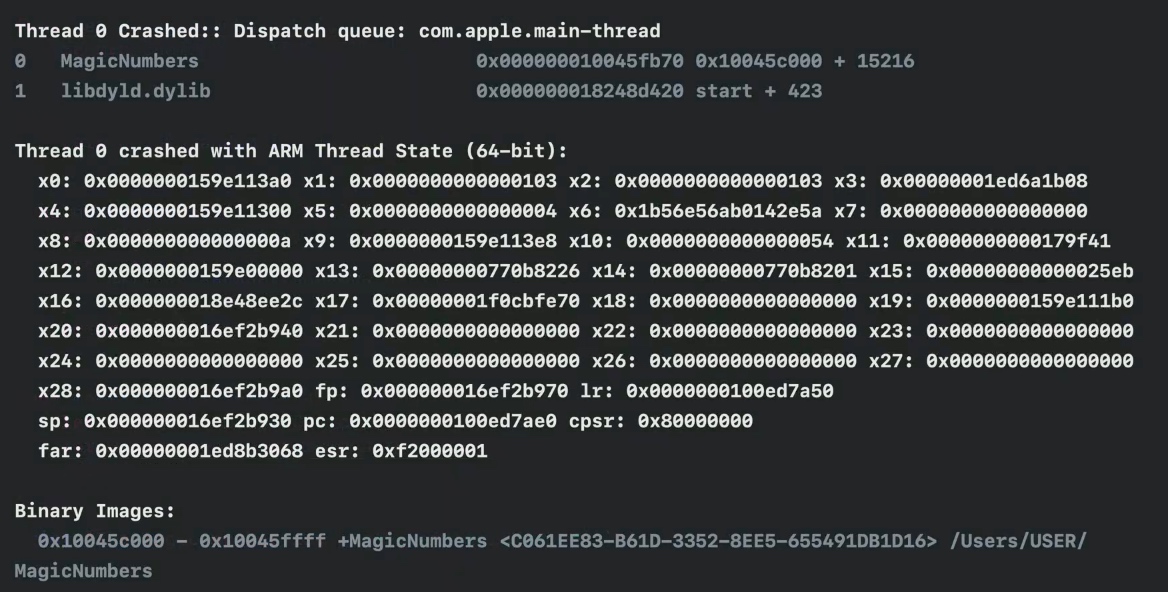 Thread 0 Crashed:: Dispatch queue: com.apple.main-thread
0   MagicNumbers                        0x000000010045fb70 0x10045c000 + 15216
1   libdyld.dylib                       0x000000018248d420 start + 423
Thread 0 crashed with ARM Thread State (64-bit):
x0: 0x0000000159e113a0 x1: 0x0000000000000103 x2: 0x0000000000000103 x3: 0x00000001ed6a1b08
x4: 0x0000000159e11300 x5: 0x0000000000000004 x6: 0x1b56e56ab0142e5a x7: 0x0000000000000000
x8: 0x000000000000000a x9: 0x0000000159e113e8 x10: 0x0000000000000054 x11: 0x0000000000179f41
x12: 0x0000000159e00000 x13: 0x00000000770b8226 x14: 0x00000000770b8201 x15: 0x00000000000025eb
x16: 0x000000018e48ee2c x17: 0x00000001f0cbfe70 x18: 0x0000000000000000 x19: 0x0000000159e111b0
x20: 0x000000016ef2b940 x21: 0x0000000000000000 x22: 0x0000000000000000 x23: 0x0000000000000000
x24: 0x0000000000000000 x25: 0x0000000000000000 x26: 0x0000000000000000 x27: 0x0000000000000000
x28: 0x000000016ef2b9a0 fp: 0x000000016ef2b970 lr: 0x0000000100ed7a50
sp: 0x000000016ef2b930 pc: 0x0000000100ed7ae0 cpsr: 0x80000000
far: 0x00000001ed8b3068 esr: 0xf2000001
Binary Images:
0x10045c000 - 0x10045ffff +MagicNumbers <C061EE83-B61D-3352-8EE5-655491DB1D16> /Users/USER/
MagicNumbers